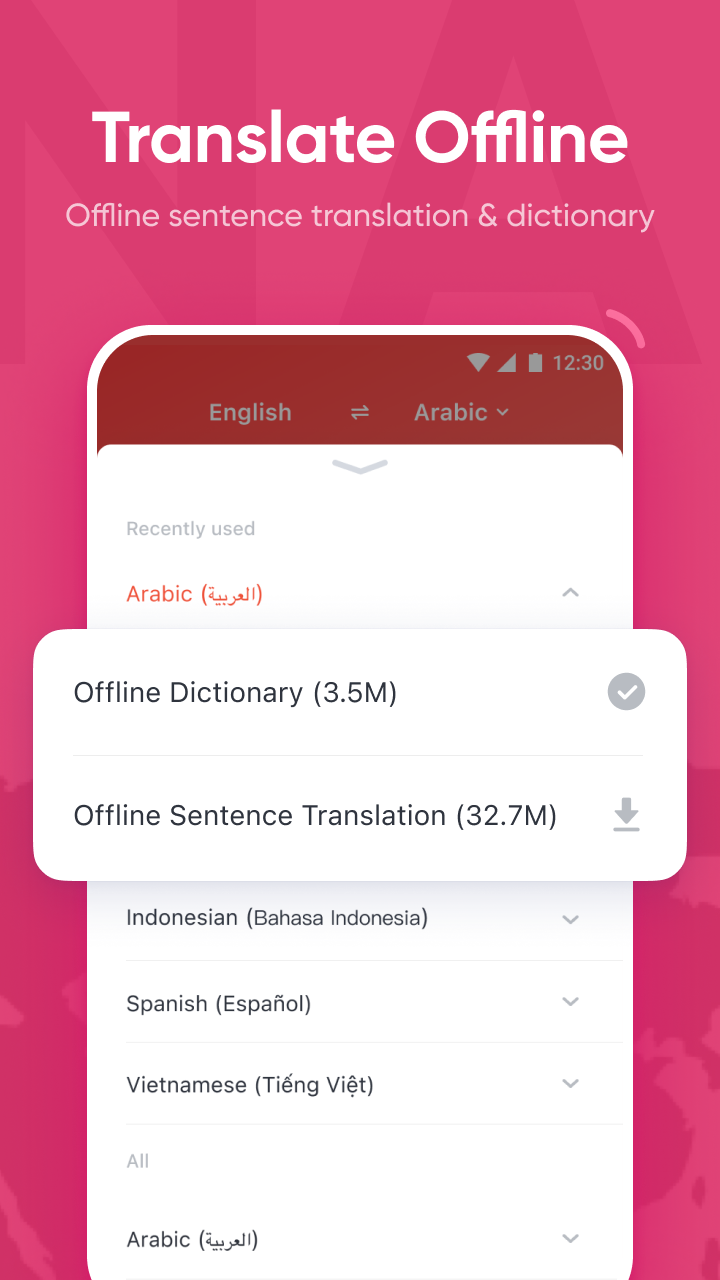 Translate Offline
Offline sentence translation & dictionary
12:30
English
Arabic
Recently used
Arabic (العربية)
Offline Dictionary (3.5M)
Offline Sentence Translation (32.7M)
Indonesian (Bahasa Indonesia)
Spanish (Español)
Vietnamese (Tiếng Việt)
All
Arabic (العربية)